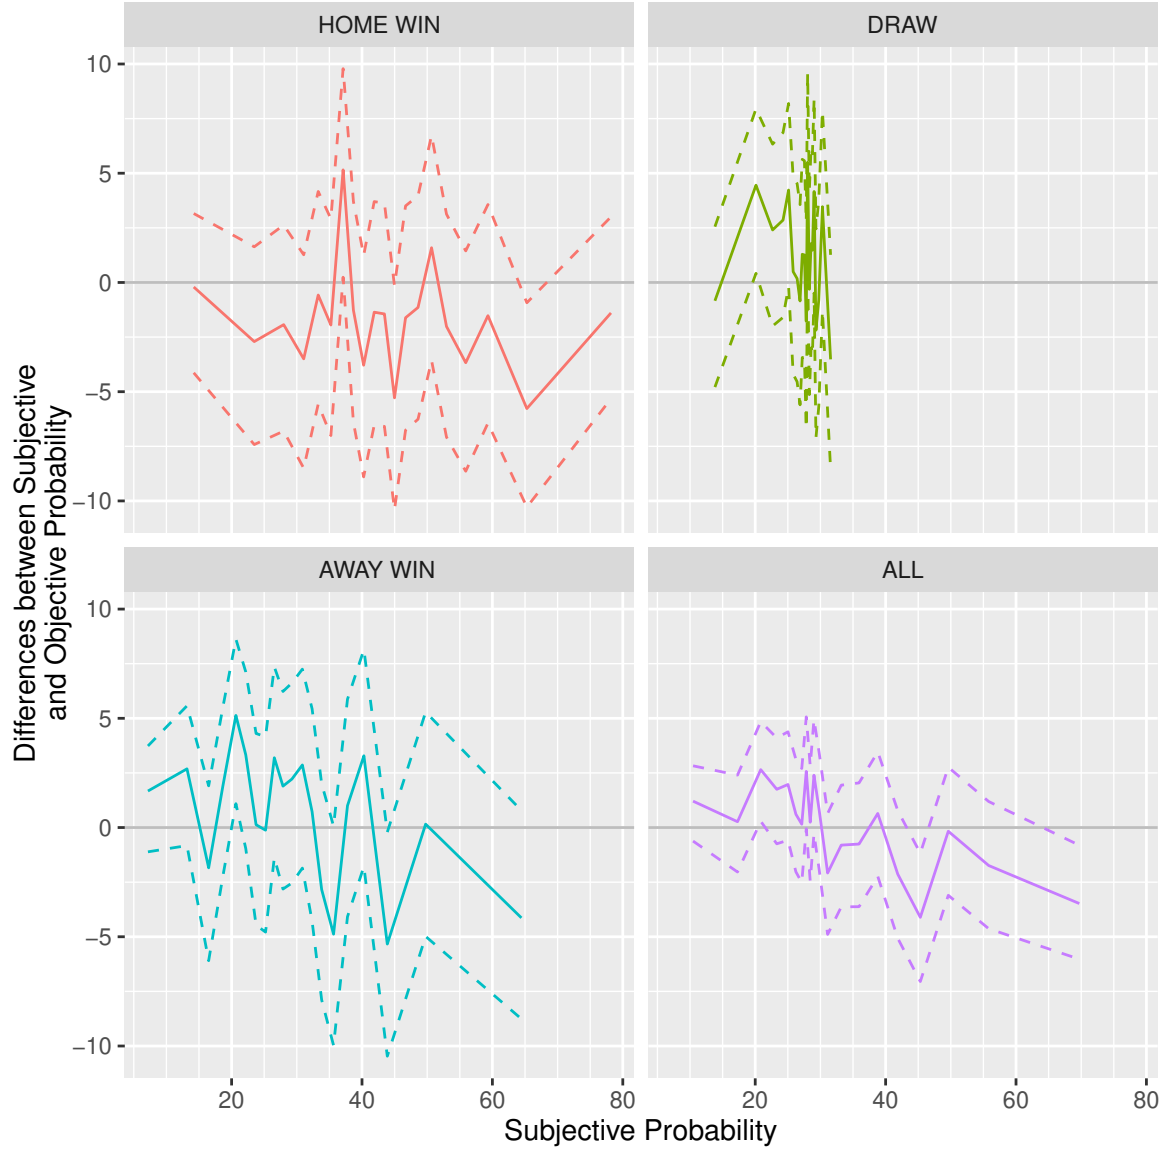 HOME WIN
DRAW
10
5
0
−5
−10
AWAY WIN
ALL
10
5
0
−5
−10
20
40
60
80
20
40
60
80
Subjective Probability
Differences between Subjective
and Objective Probability